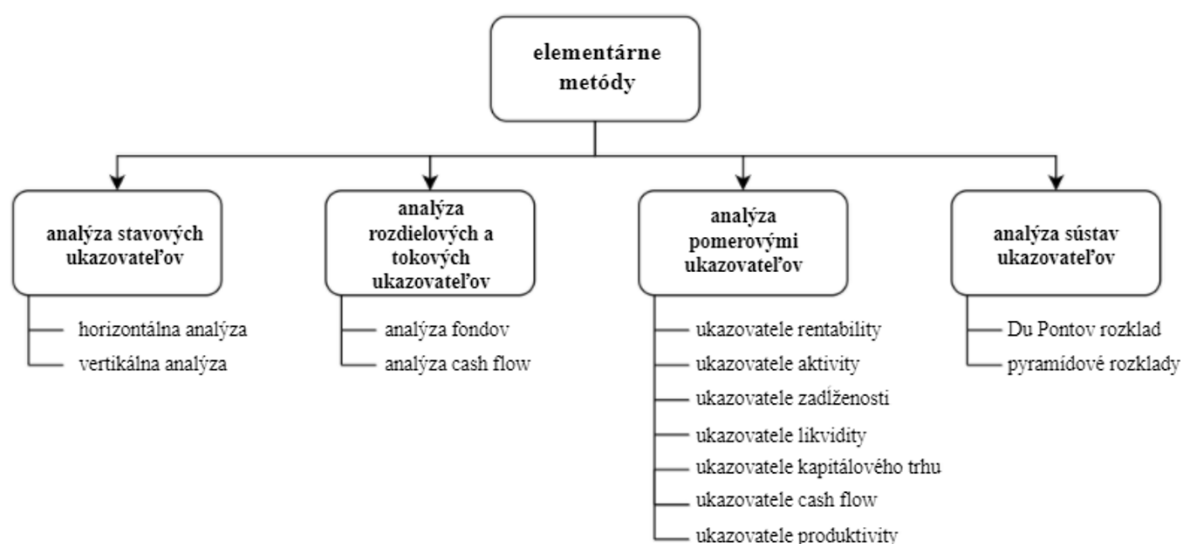 elementárne
metódy
analýza stavových
ukazovateľov
horizontálna analýza
vertikálna analýza
analýza
rozdielových a
tokových
ukazovateľov
analýza fondov
analýza cash flow
analýza
pomerovými
ukazovateľov
ukazovatele rentability
ukazovatele aktivity
ukazovatele zadĺženosti
ukazovatele likvidity
ukazovatele kapitálového trhu
ukazovatele cash flow
ukazovatele produktivity
analýza sústav
ukazovateľov
Du Pontov rozklad
pyramídové rozklady